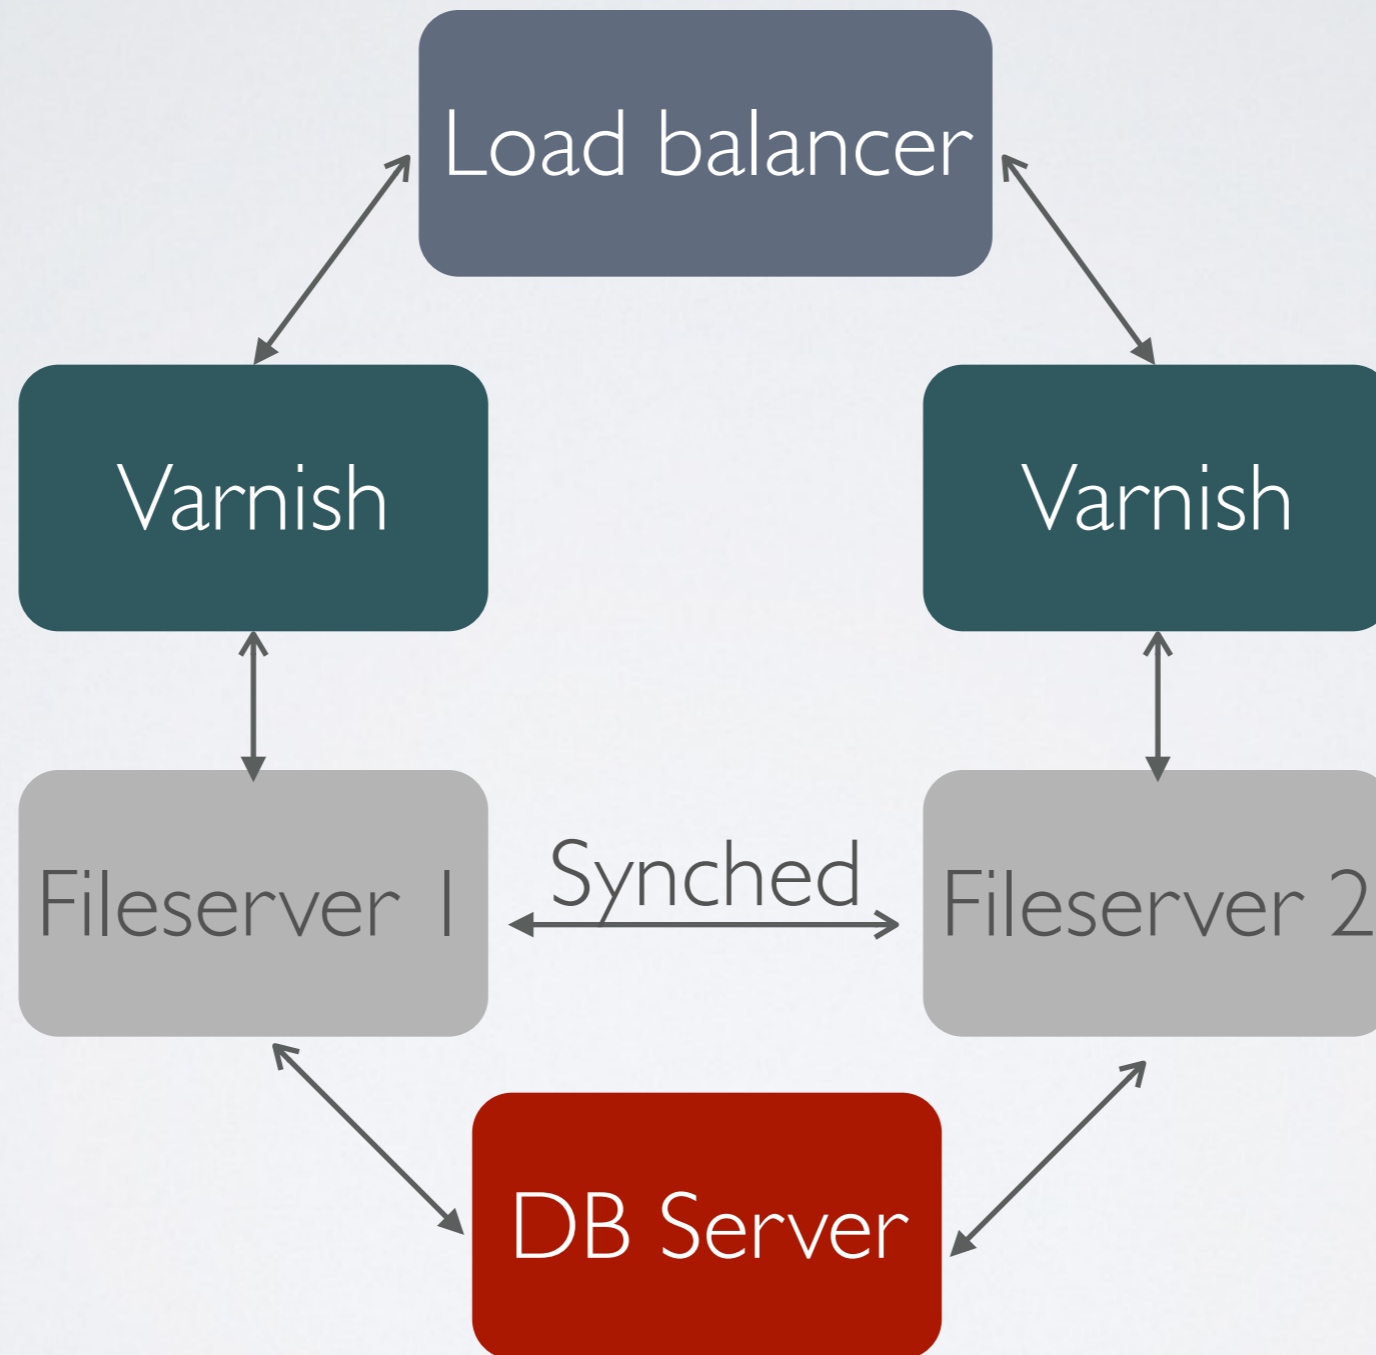 Load balancer
Varnish
Varnish
Synched
Fileserver 1
Fileserver 2
DB Server